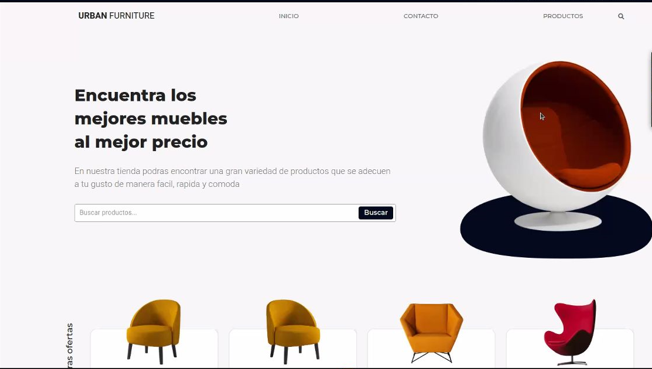 URBAN FURNITURE
INICIO
CONTACTO
PRODUCTOS
Encuentra los
mejores muebles
al mejor precio
En nuestra tienda podras encontrar una gran variedad de productos que se adecuen
a tu gusto de manera facil, rapida y comoda
Buscar productos...
Buscar
ras ofertas